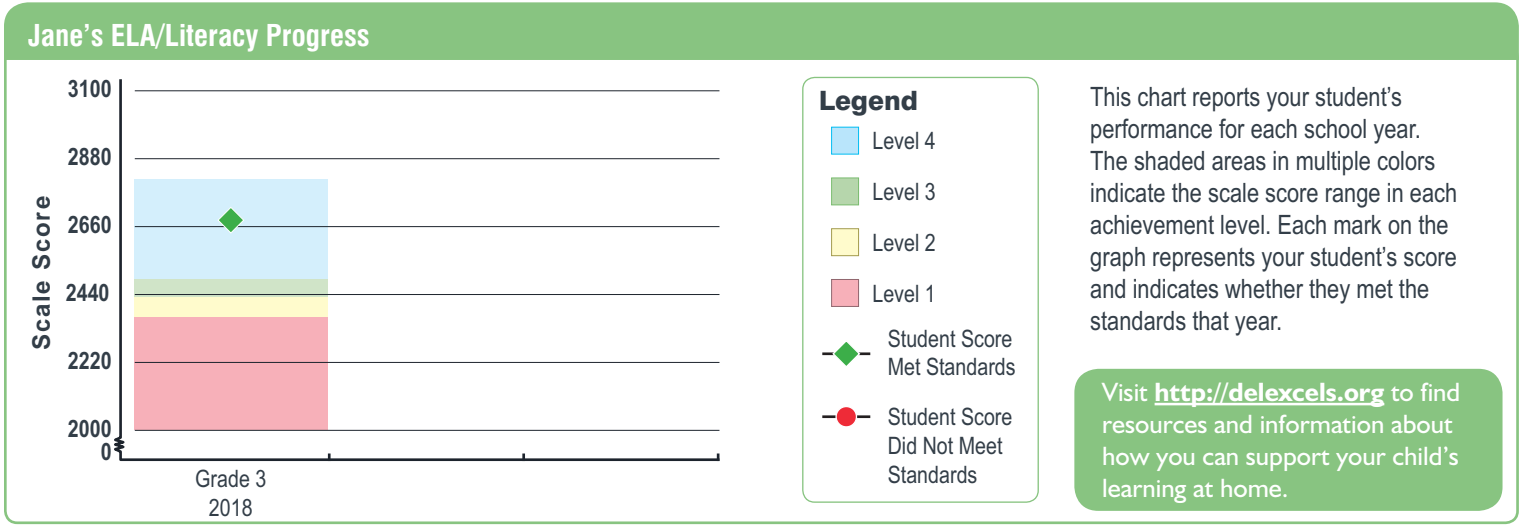 Jane's ELA/Literacy Progress
Scale Score
3100
2880
2660
2440
2220
2000
0
Grade 3
2018
Legend
Level 4
Level 3
Level 2
Level 1
Student Score
Met Standards
Student Score
Did Not Meet
Standards
This chart reports your student's
performance for each school year.
The shaded areas in multiple colors
indicate the scale score range in each
achievement level. Each mark on the
graph represents your student's score
and indicates whether they met the
standards that year.
Visit http://delexcels.org to find
resources and information about
how you can support your child's
learning at home.